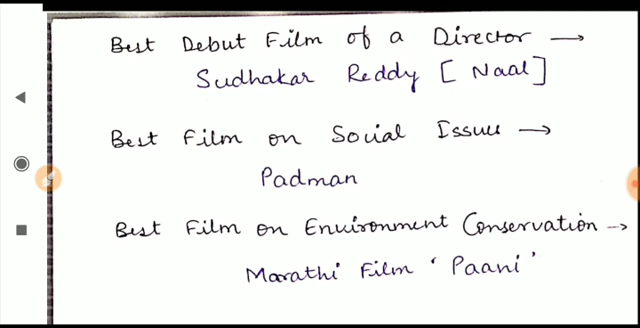 Best Debut Film of a Director →
Sudhakar Reddy [Naal]
Best Film on Social Issues →
Padman
Best Film on Environment Conservation →
Marathi Film 'Paani'